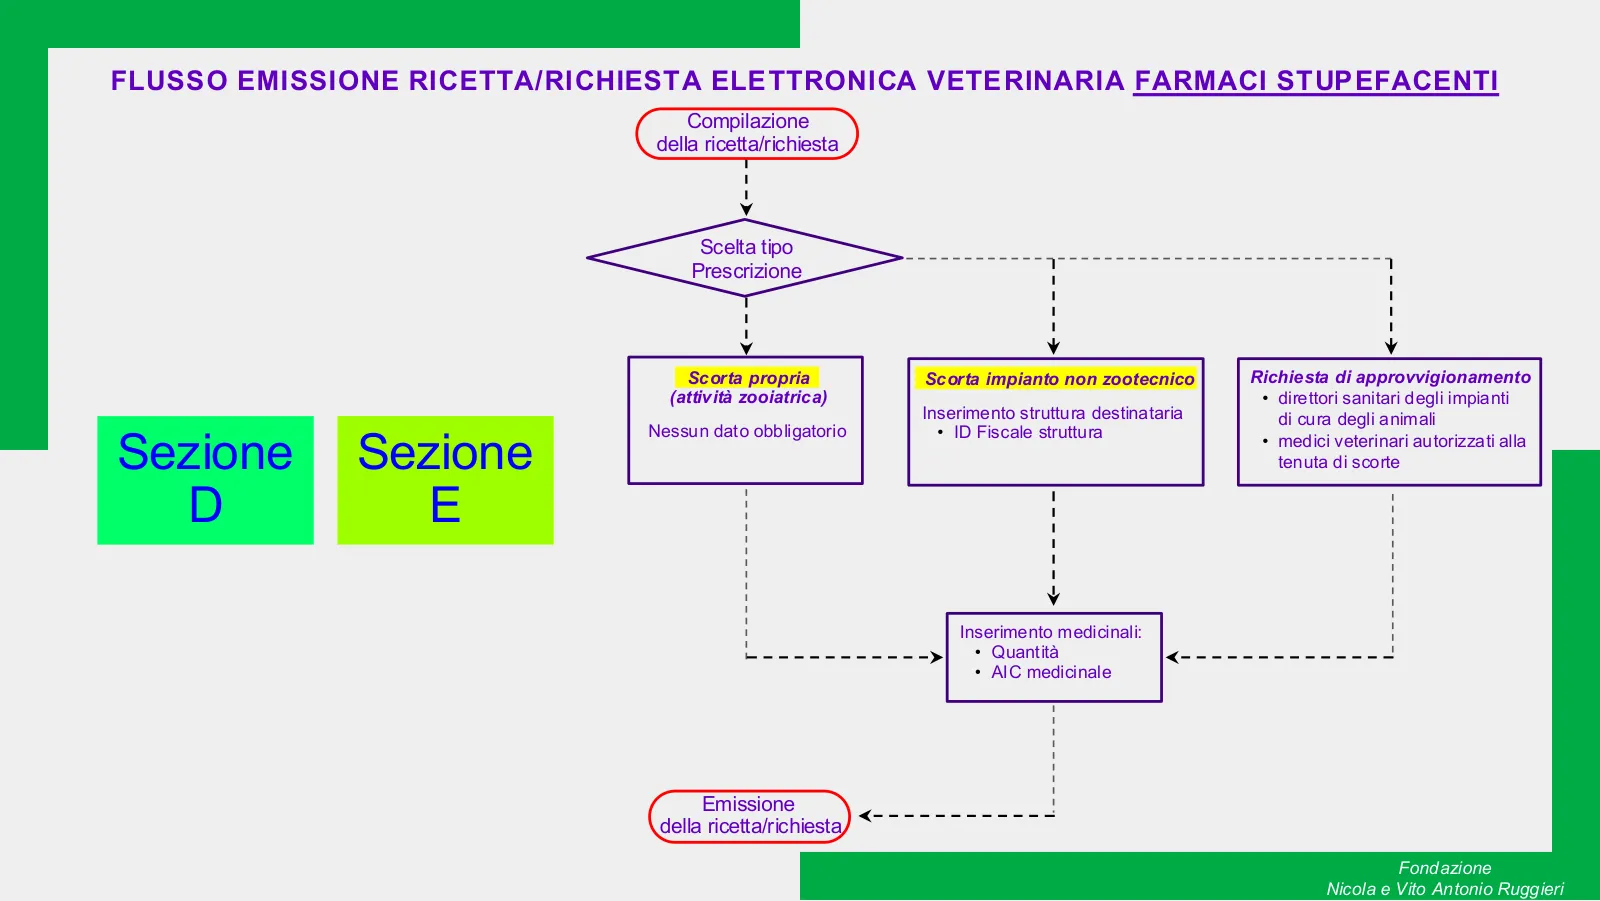 FLUSSO EMISSIONE RICETTA/RICHIESTA ELETTRONICA VETERINARIA FARMACI STUPEFACENTI
Compilazione
della ricetta/richiesta
Scelta tipo
Prescrizione
Scorta propria
(attività zooiatrica)
Nessun dato obbligatorio
Scorta impianto non zootecnico
Inserimento struttura destinataria
• ID Fiscale struttura
Richiesta di approvvigionamento
• direttori sanitari degli impianti
di cura degli animali
• medici veterinari autorizzati alla
tenuta di scorte
Sezione
D
Sezione
E
Inserimento medicinali:
• Quantità
• AIC medicinale
Emissione
della ricetta/richiesta
Fondazione
Nicola e Vito Antonio Ruggieri